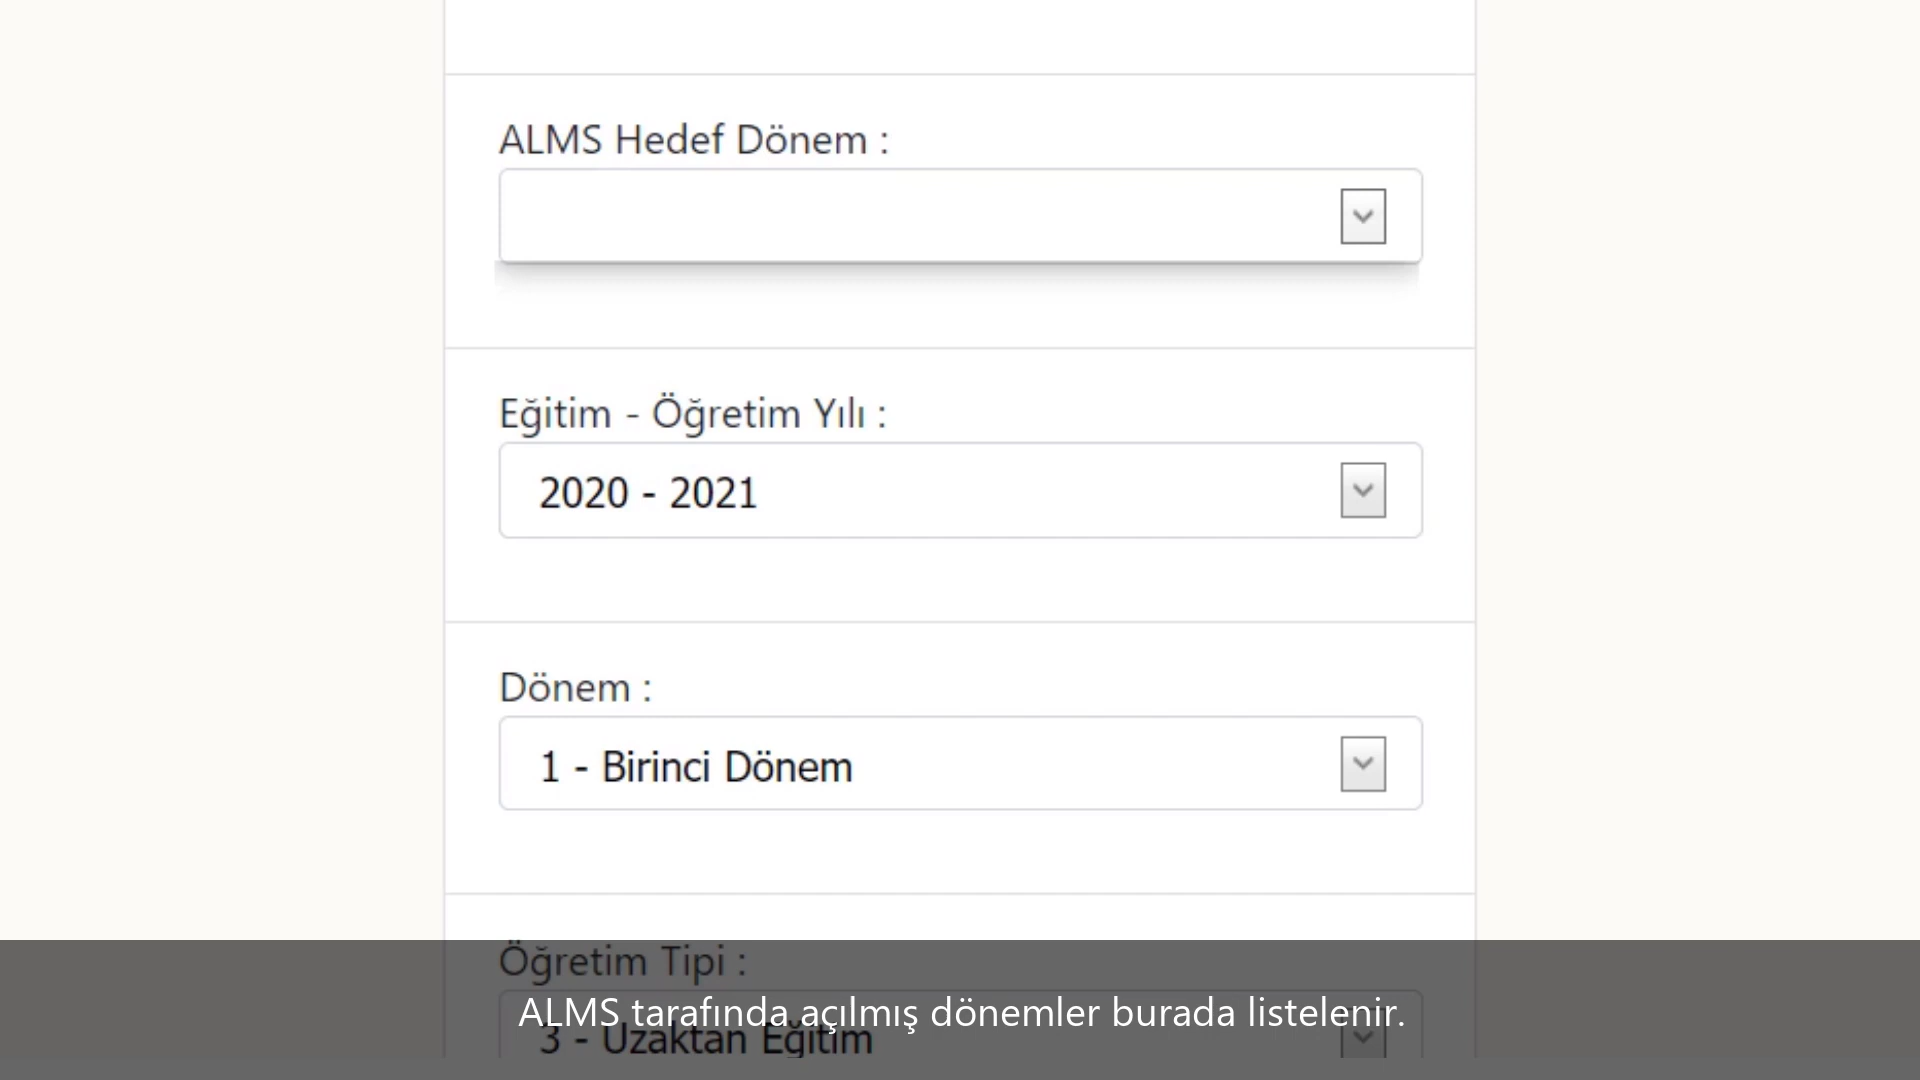 ALMS Hedef Dönem :
Eğitim - Öğretim Yılı :
2020 - 2021
Dönem :
1 - Birinci Dönem
Öğretim Tipi :
ALMS tarafında açılmış dönemler burada listelenir.
3 - Uzaktan Eğitim